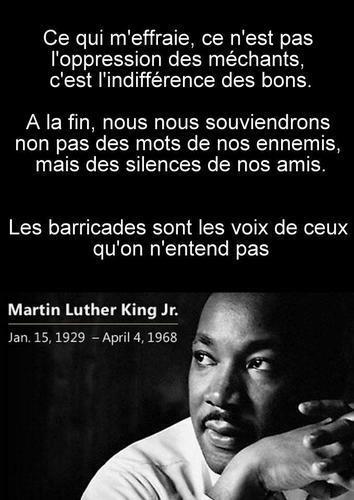 Ce qui m'effraie, ce n'est pas
l'oppression des méchants,
c'est l'indifférence des bons.
A la fin, nous nous souviendrons
non pas des mots de nos ennemis,
mais des silences de nos amis.
Les barricades sont les voix de ceux
qu'on n'entend pas
Martin Luther King Jr.
Jan. 15, 1929 – April 4, 1968